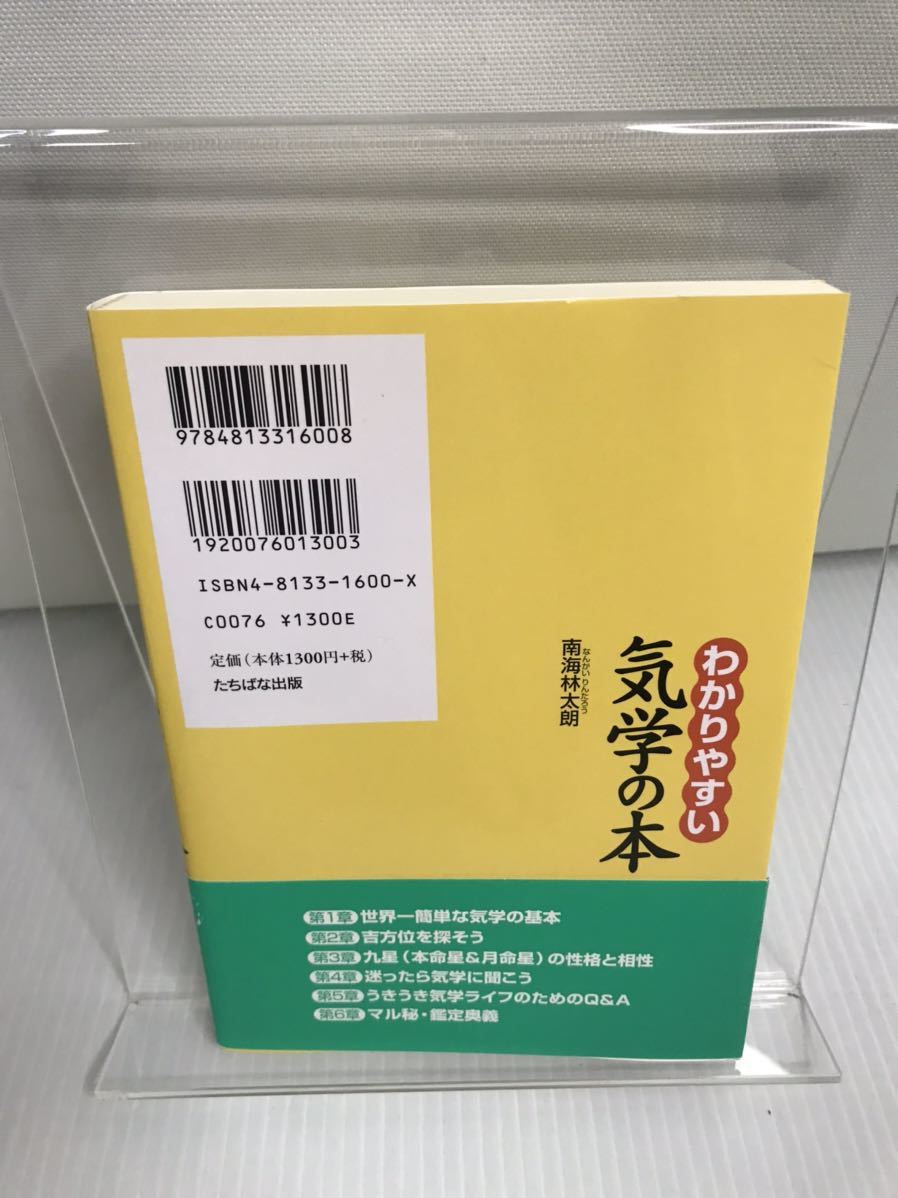 9784813316008
1920076013003
ISBN4-8133-1600-X
C0076 ¥1300E
定価（本体1300円+税）
たちばな出版
わかりやすい
気学の本
なんがいりんたろう
南海林太朗
第1章 世界一簡単な気学の基本
第2章 吉方位を探そう
第3章 九星（本命星&月命星）の性格と相性
第4章 迷ったら気学に聞こう
第5章 うきうき気学ライフのためのQ&A
第6章 マル秘・鑑定奥義